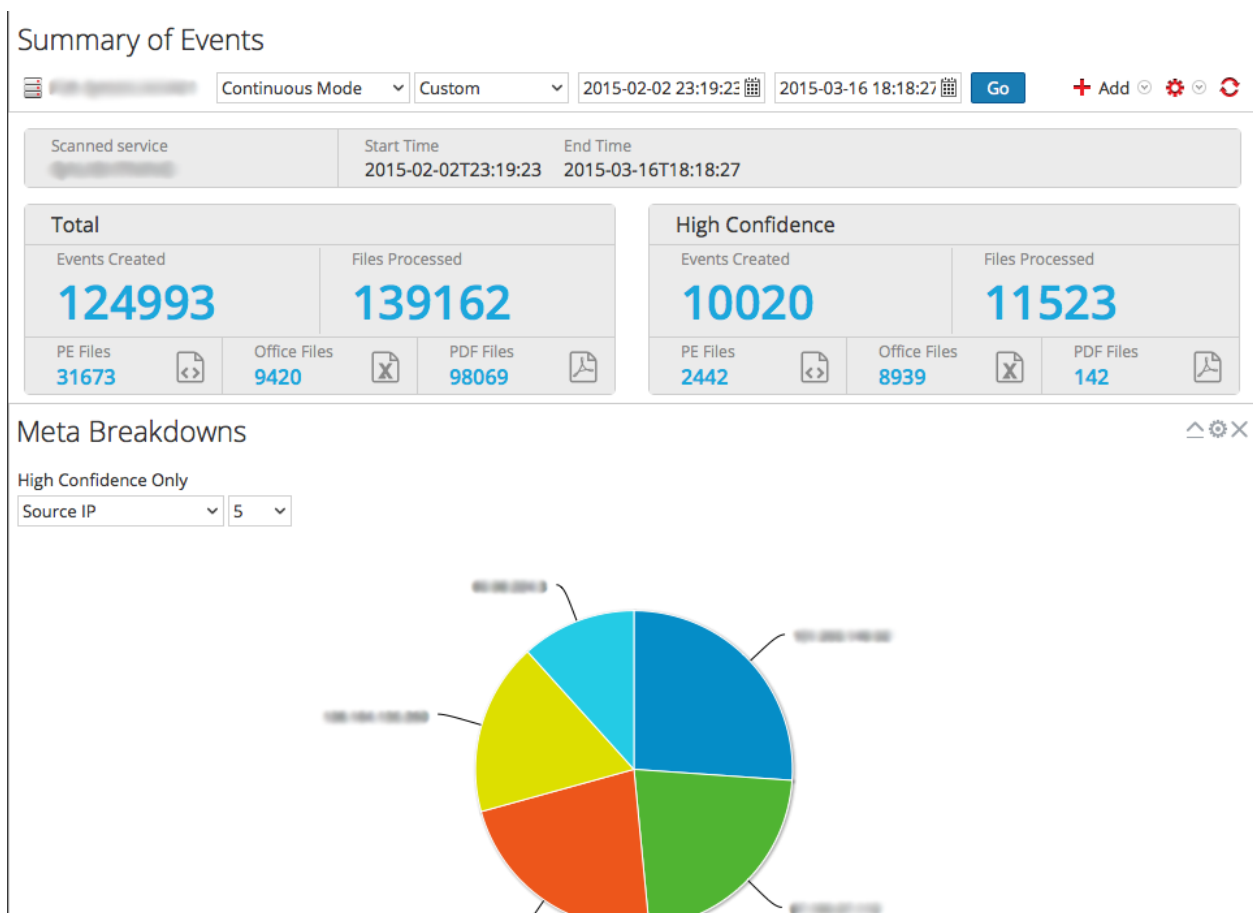 Summary of Events
Continuous Mode Custom 2015-02-02 23:19:23 2015-03-16 18:18:27 Go Add
Scanned service Start Time End Time
2015-02-02T23:19:23 2015-03-16T18:18:27
Total
Events Created Files Processed
124993 139162
PE Files Office Files PDF Files
31673 9420 98069
High Confidence
Events Created Files Processed
10020 11523
PE Files Office Files PDF Files
2442 8939 142
Meta Breakdowns
High Confidence Only
Source IP 5